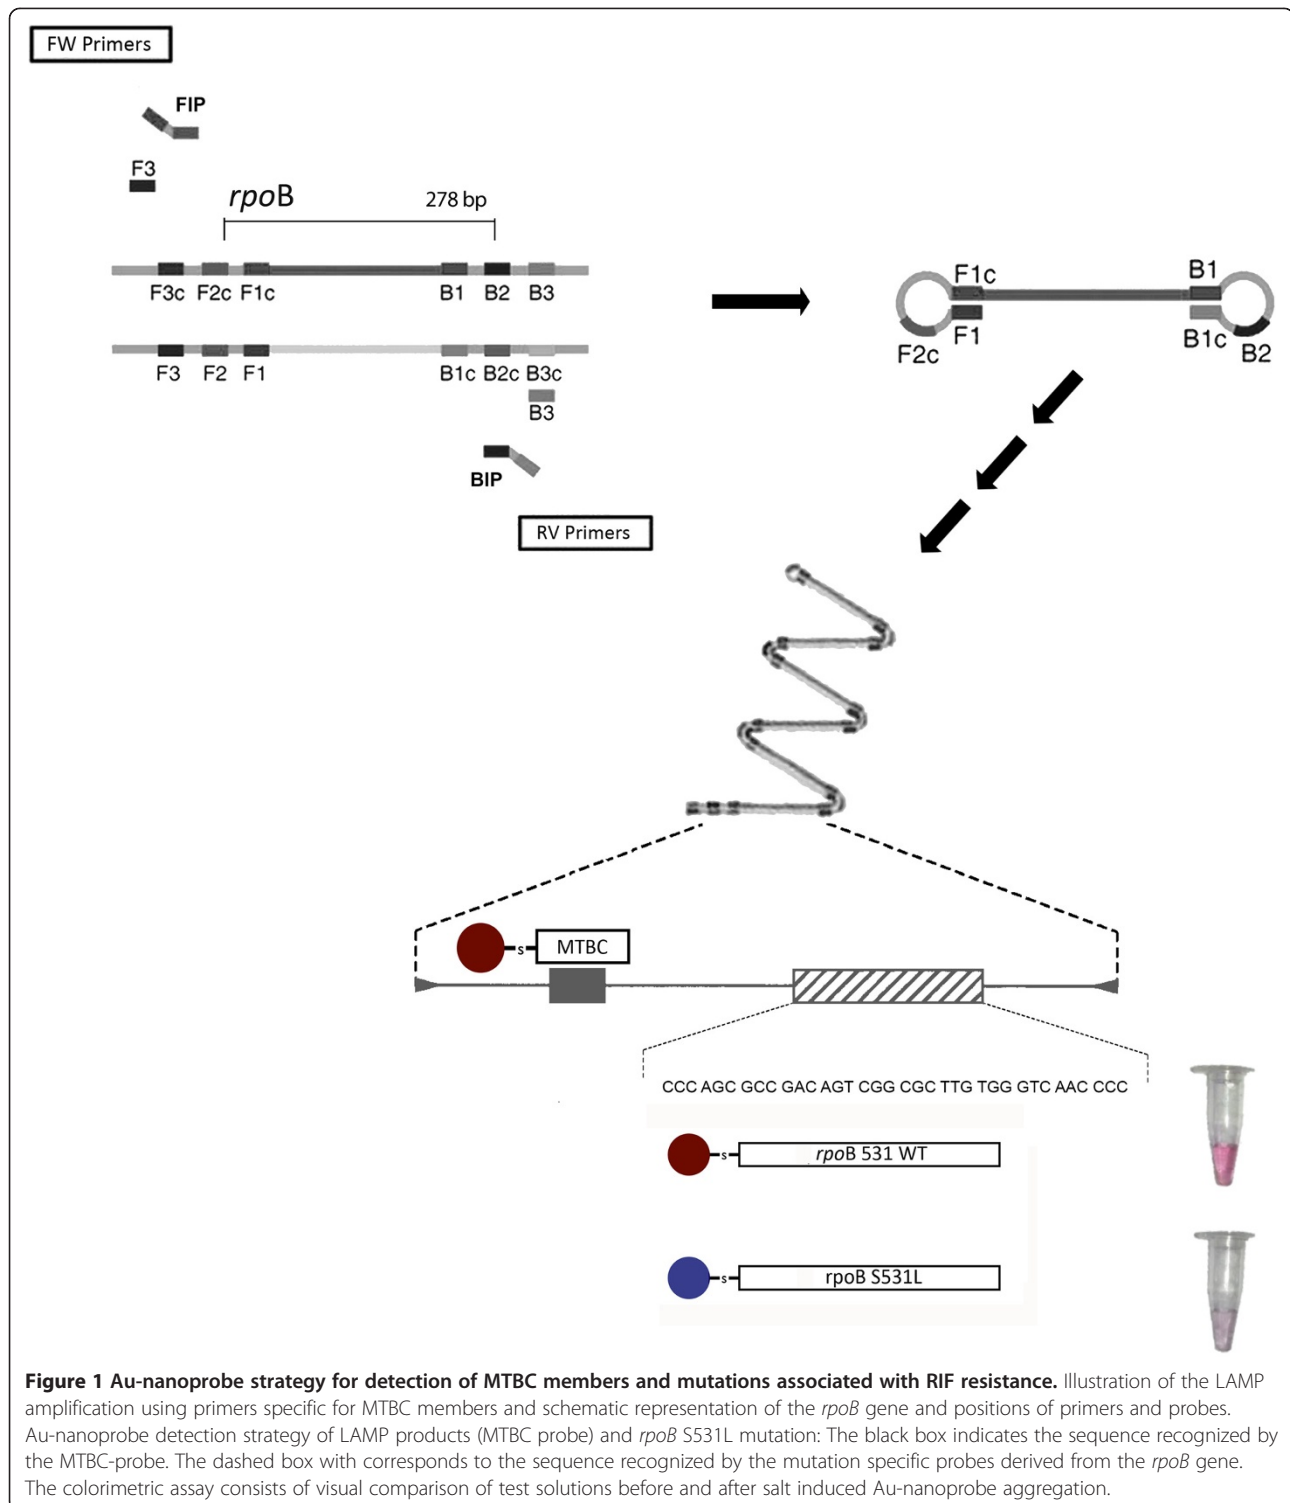 FW Primers
FIP
F3
rpoB 278 bp
F3c F2c F1c B1 B2 B3
F3 F2 F1 B1c B2c B3c
B3
BIP
RV Primers
F1c B1
F1 B1c
F2c B2
s MTBC
CCC AGC GCC GAC AGT CGG CGC TTG TGG GTC AAC CCC
s rpoB 531 WT
s rpoB S531L
Figure 1 Au-nanoprobe strategy for detection of MTBC members and mutations associated with RIF resistance. Illustration of the LAMP
amplification using primers specific for MTBC members and schematic representation of the rpoB gene and positions of primers and probes.
Au-nanoprobe detection strategy of LAMP products (MTBC probe) and rpoB S531L mutation: The black box indicates the sequence recognized by
the MTBC-probe. The dashed box with corresponds to the sequence recognized by the mutation specific probes derived from the rpoB gene.
The colorimetric assay consists of visual comparison of test solutions before and after salt induced Au-nanoprobe aggregation.